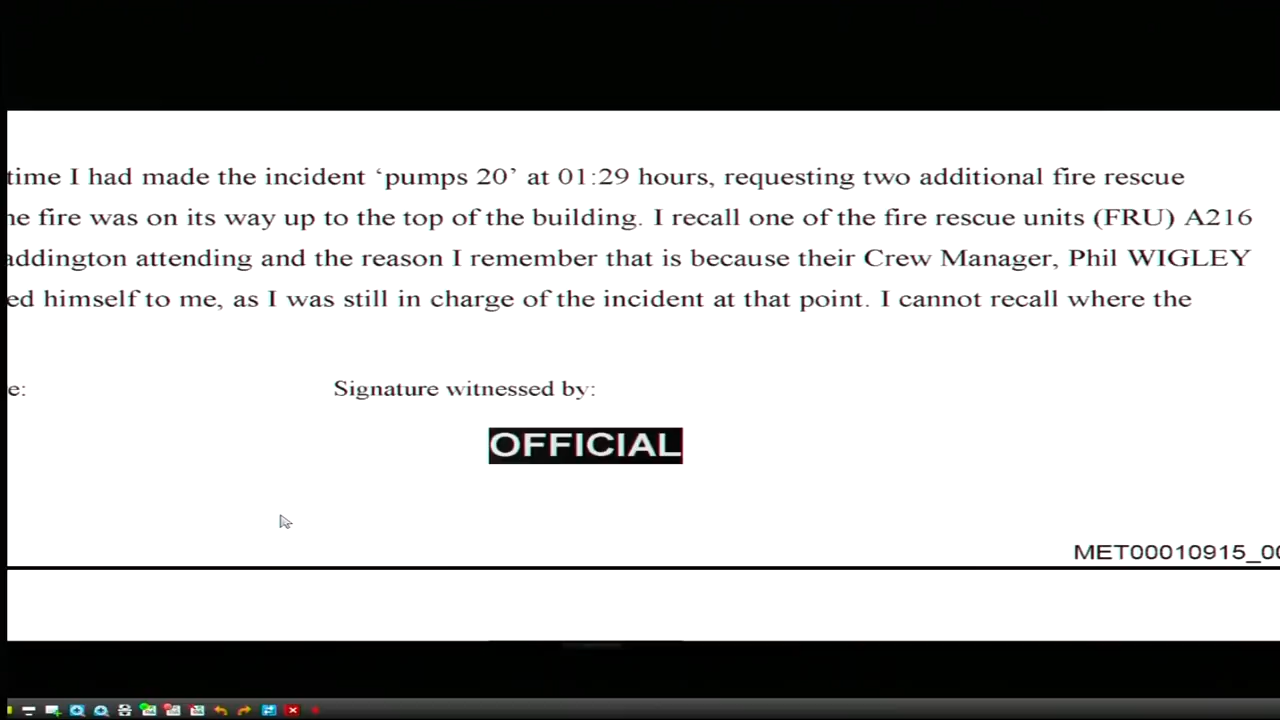 time I had made the incident ‘pumps 20’ at 01:29 hours, requesting two additional fire rescue
he fire was on its way up to the top of the building. I recall one of the fire rescue units (FRU) A216
addington attending and the reason I remember that is because their Crew Manager, Phil WIGLEY
ed himself to me, as I was still in charge of the incident at that point. I cannot recall where the
e: Signature witnessed by:
OFFICIAL
MET00010915_00